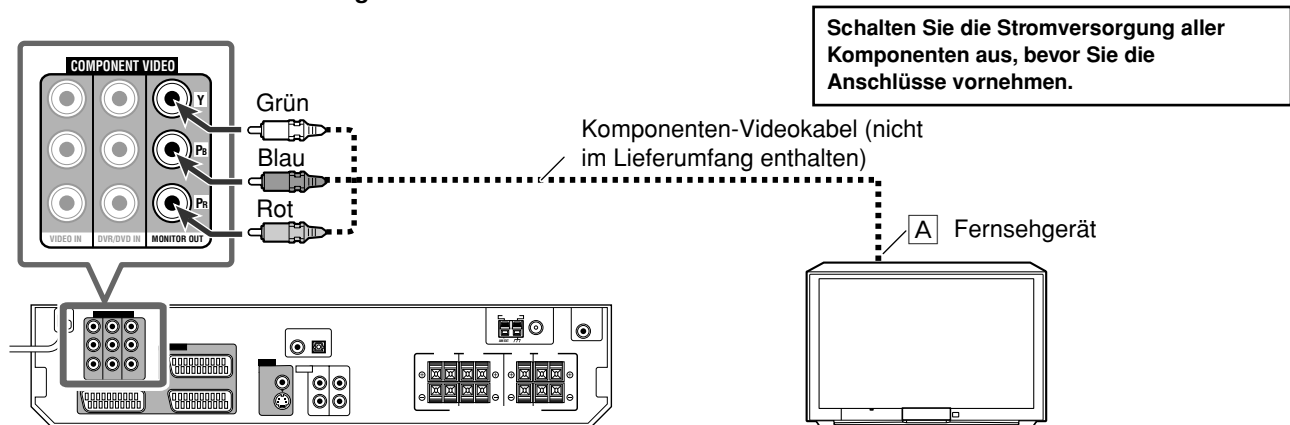 Schalten Sie die Stromversorgung aller
Komponenten aus, bevor Sie die
Anschlüsse vornehmen.
COMPONENT VIDEO
Y
PB
PR
VIDEO IN
DVR/DVD IN
MONITOR OUT
Grün
Blau
Rot
Komponenten-Videokabel (nicht
im Lieferumfang enthalten)
A Fernsehgerät